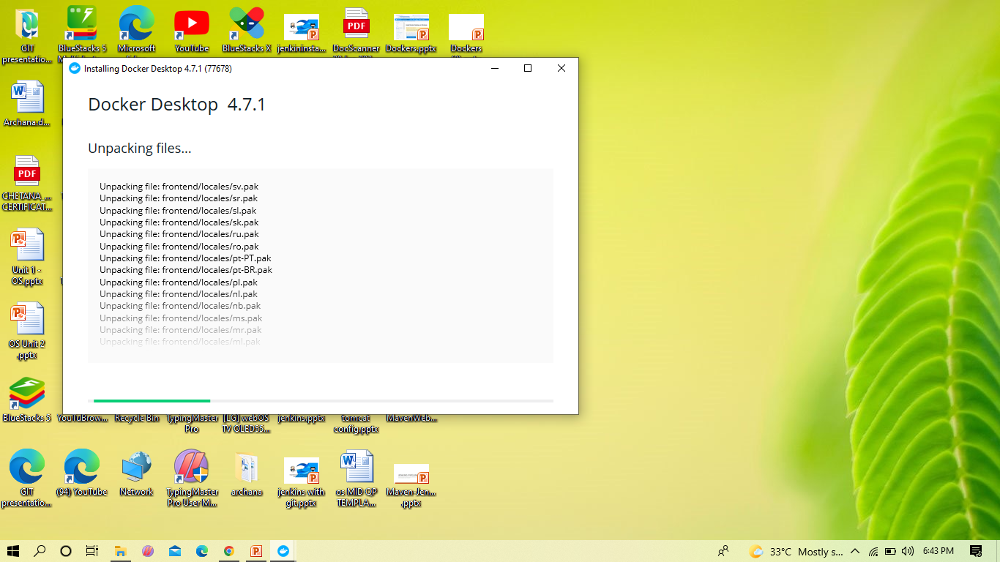 GIT
presentatio...
BlueStacks 5
Microsoft
YouTube
BlueStacks X
jenkininsta...
PDF
DocScanner
Dockers.pptx
Dockers
Archana.d...
PDF
CHETANA_...
CERTIFICAT...
Unit 1 -
OS.pptx
OS Unit 2
.pptx
Installing Docker Desktop 4.7.1 (77678)
Docker Desktop 4.7.1
Unpacking files...
Unpacking file: frontend/locales/sv.pak
Unpacking file: frontend/locales/sr.pak
Unpacking file: frontend/locales/sl.pak
Unpacking file: frontend/locales/sk.pak
Unpacking file: frontend/locales/ru.pak
Unpacking file: frontend/locales/ro.pak
Unpacking file: frontend/locales/pt-PT.pak
Unpacking file: frontend/locales/pt-BR.pak
Unpacking file: frontend/locales/pl.pak
Unpacking file: frontend/locales/nl.pak
Unpacking file: frontend/locales/nb.pak
Unpacking file: frontend/locales/ms.pak
Unpacking file: frontend/locales/mr.pak
Unpacking file: frontend/locales/ml.pak
BlueStacks 5
YouTuBrow...
Recycle Bin
TypingMaster
Pro
[LG] webOS
TV OLED55...
jenkins.pptx
tomcat
config.pptx
MavenWeb...
GIT
presentatio...
(94) YouTube
Network
TypingMaster
Pro User M...
archana
jenkins with
git.pptx
os MID QP
TEMPLA...
Maven-Jen...
.pptx
33°C Mostly s...
6:43 PM